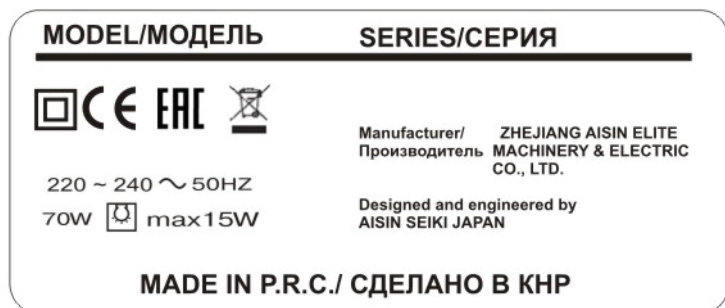 MODEL/МОДЕЛЬ SERIES/СЕРИЯ
CE EAC
Manufacturer/ ZHEJIANG AISIN ELITE
Производитель MACHINERY & ELECTRIC
CO., LTD.
220 ~ 240 ～ 50HZ
70W max15W
Designed and engineered by
AISIN SEIKI JAPAN
MADE IN P.R.C./ СДЕЛАНО В КНР